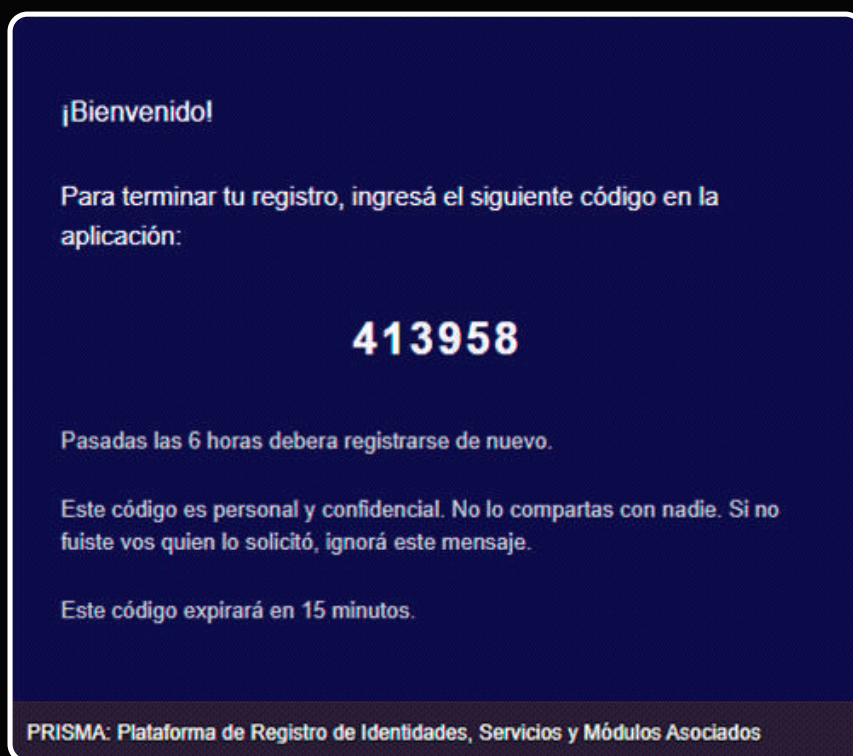 ¡Bienvenido!
Para terminar tu registro, ingresá el siguiente código en la
aplicación:
413958
Pasadas las 6 horas debera registrarse de nuevo.
Este código es personal y confidencial. No lo compartas con nadie. Si no
fuiste vos quien lo solicitó, ignorá este mensaje.
Este código expirará en 15 minutos.
PRISMA: Plataforma de Registro de Identidades, Servicios y Módulos Asociados